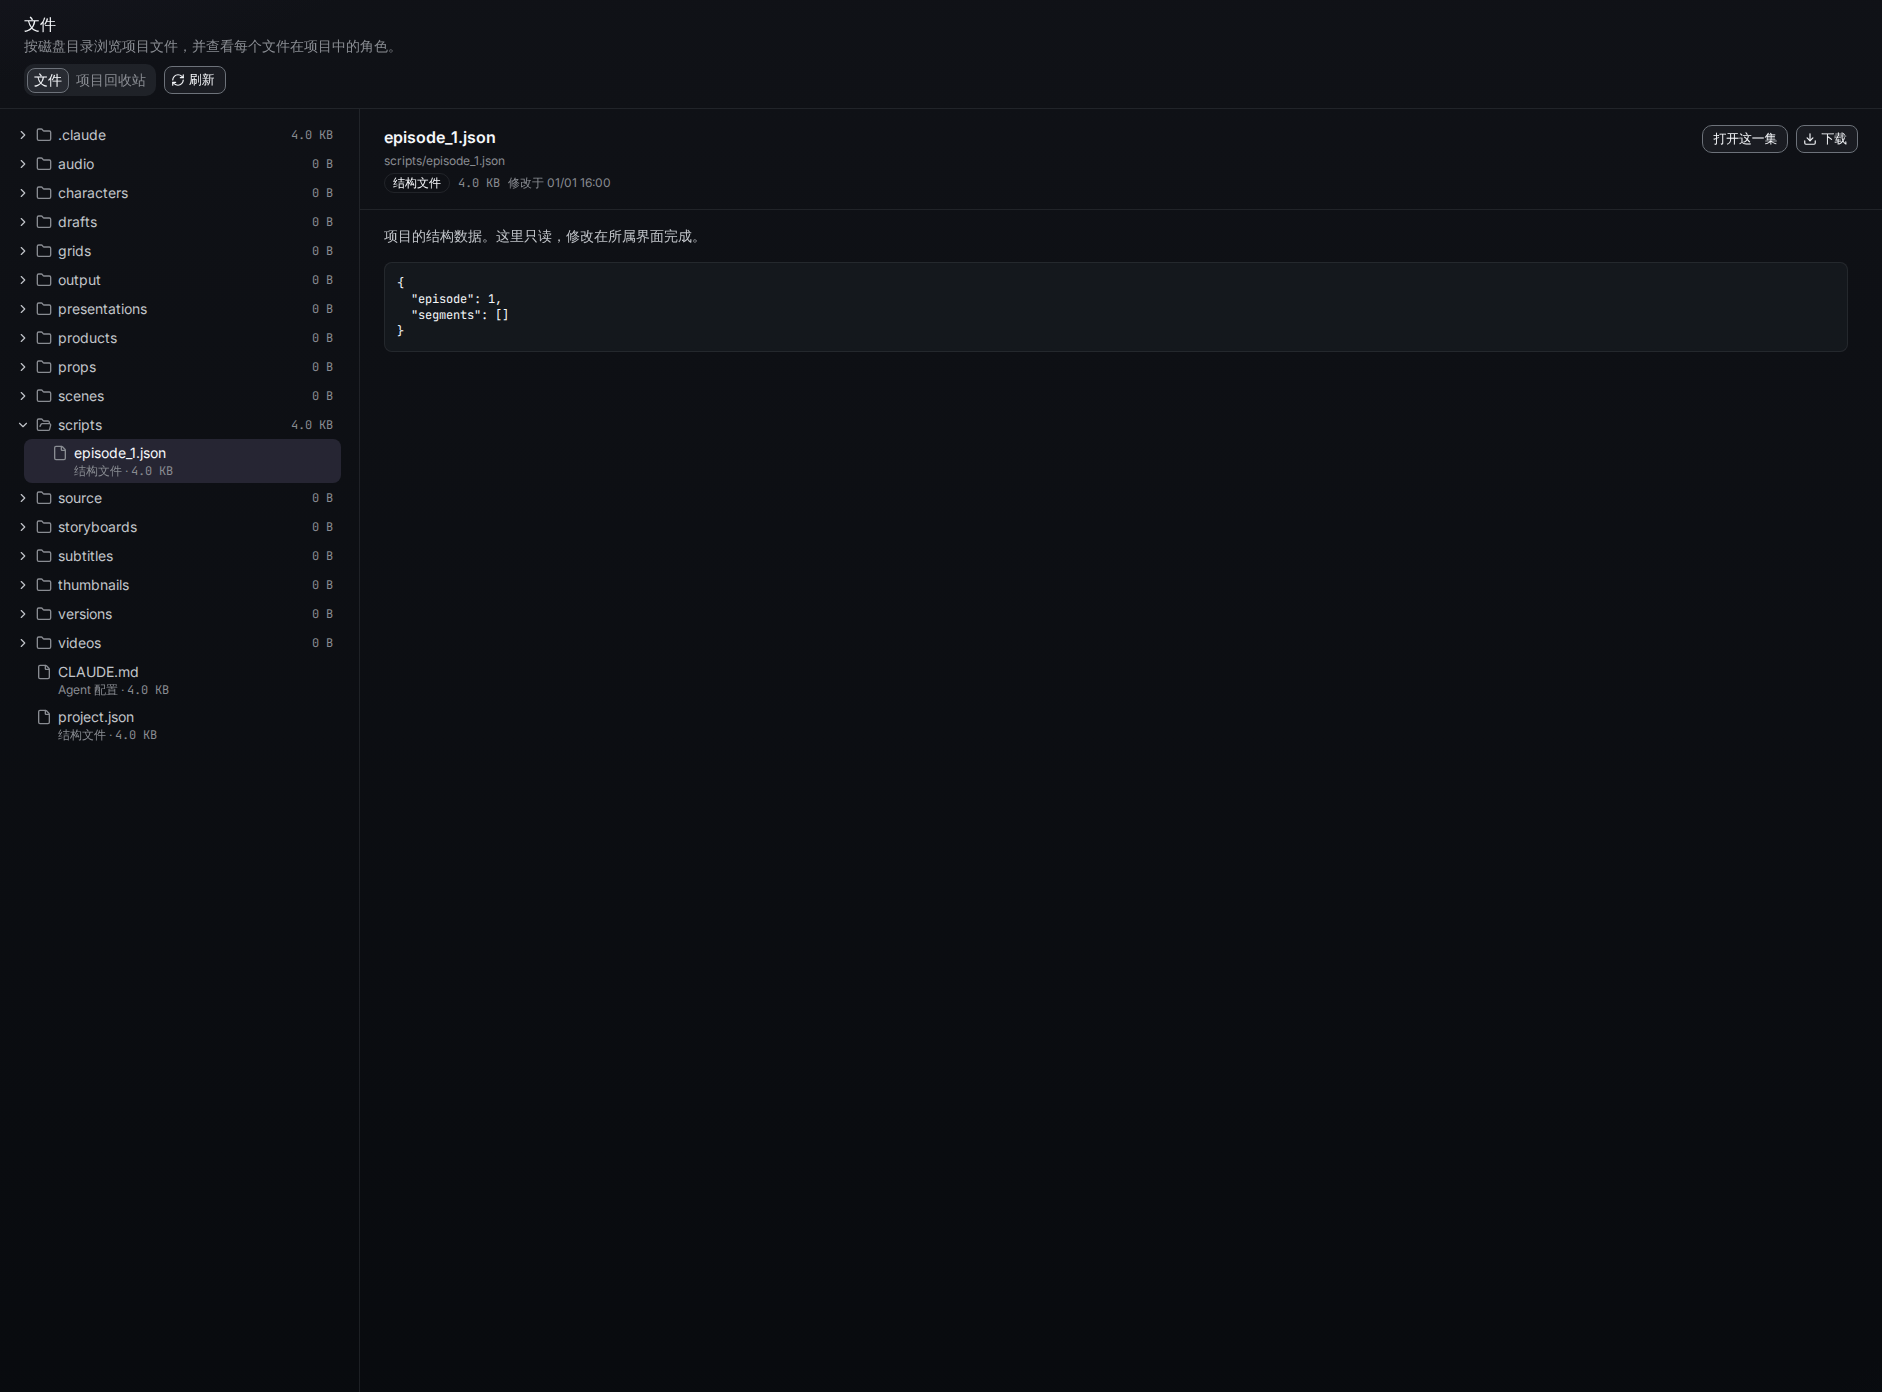 文件
按磁盘目录浏览项目文件，并查看每个文件在项目中的角色。
文件 项目回收站 刷新
.claude 4.0 KB
audio 0 B
characters 0 B
drafts 0 B
grids 0 B
output 0 B
presentations 0 B
products 0 B
props 0 B
scenes 0 B
scripts 4.0 KB
episode_1.json
结构文件 · 4.0 KB
source 0 B
storyboards 0 B
subtitles 0 B
thumbnails 0 B
versions 0 B
videos 0 B
CLAUDE.md
Agent 配置 · 4.0 KB
project.json
结构文件 · 4.0 KB
episode_1.json
打开这一集 下载
scripts/episode_1.json
结构文件 4.0 KB 修改于 01/01 16:00
项目的结构数据。这里只读，修改在所属界面完成。
{
  "episode": 1,
  "segments": []
}